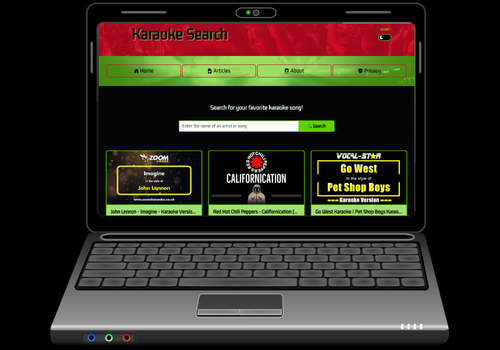 Karaoke Search
Home
Articles
About
Privacy
Search for your favorite karaoke song!
Enter the name of an artist or song
Search
ZOOM
Imagine
in the style of
John Lennon
www.zoomkaraoke.co.uk
RED HOT CHILI PEPPERS
CALIFORNICATION
VOCAL-STAR
Go West
in the style of
Pet Shop Boys
Karaoke Version
John Lennon - Imagine - Karaoke Versio...
Red Hot Chili Peppers - Californication [...
Go West Karaoke | Pet Shop Boys Karao...